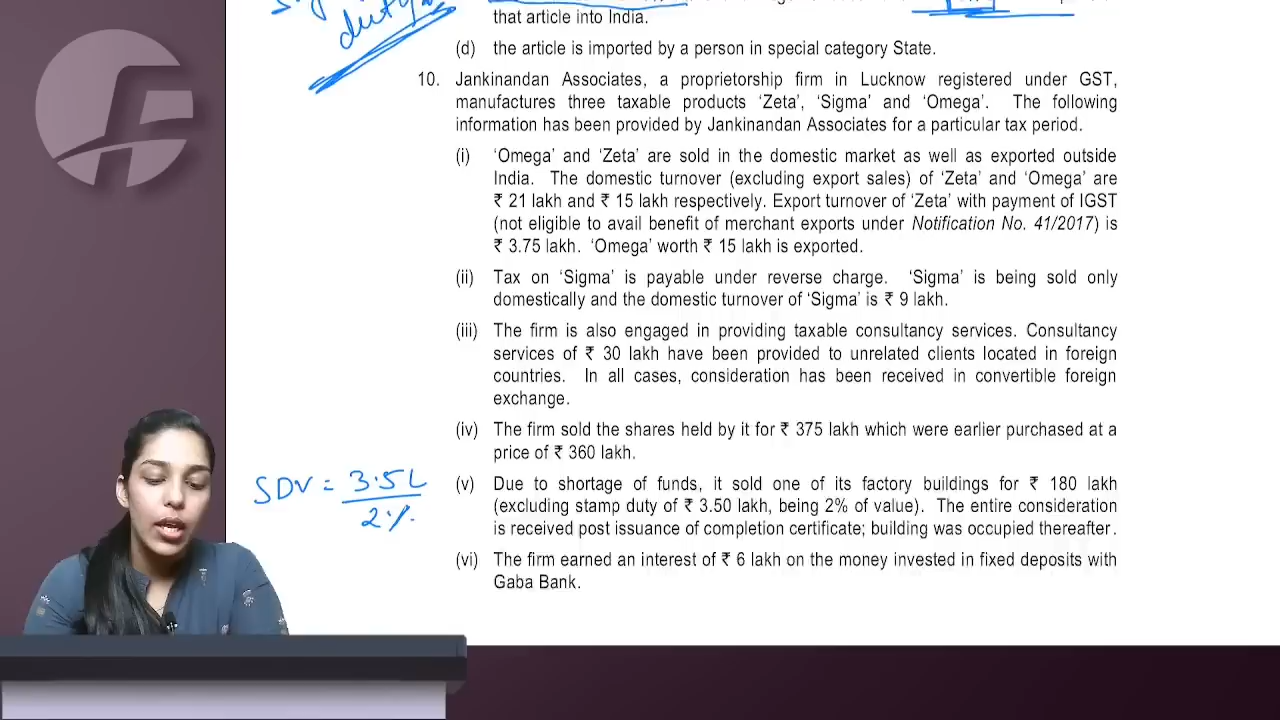 duty
that article into India.
(d) the article is imported by a person in special category State.
10. Jankinandan Associates, a proprietorship firm in Lucknow registered under GST,
manufactures three taxable products ‘Zeta’, ‘Sigma’ and ‘Omega’. The following
information has been provided by Jankinandan Associates for a particular tax period.
(i) ‘Omega’ and ‘Zeta’ are sold in the domestic market as well as exported outside
India. The domestic turnover (excluding export sales) of ‘Zeta’ and ‘Omega’ are
₹ 21 lakh and ₹ 15 lakh respectively. Export turnover of ‘Zeta’ with payment of IGST
(not eligible to avail benefit of merchant exports under Notification No. 41/2017) is
₹ 3.75 lakh. ‘Omega’ worth ₹ 15 lakh is exported.
(ii) Tax on ‘Sigma’ is payable under reverse charge. ‘Sigma’ is being sold only
domestically and the domestic turnover of ‘Sigma’ is ₹ 9 lakh.
(iii) The firm is also engaged in providing taxable consultancy services. Consultancy
services of ₹ 30 lakh have been provided to unrelated clients located in foreign
countries. In all cases, consideration has been received in convertible foreign
exchange.
(iv) The firm sold the shares held by it for ₹ 375 lakh which were earlier purchased at a
price of ₹ 360 lakh.
SDV = 3.5L
2%.
(v) Due to shortage of funds, it sold one of its factory buildings for ₹ 180 lakh
(excluding stamp duty of ₹ 3.50 lakh, being 2% of value). The entire consideration
is received post issuance of completion certificate; building was occupied thereafter.
(vi) The firm earned an interest of ₹ 6 lakh on the money invested in fixed deposits with
Gaba Bank.